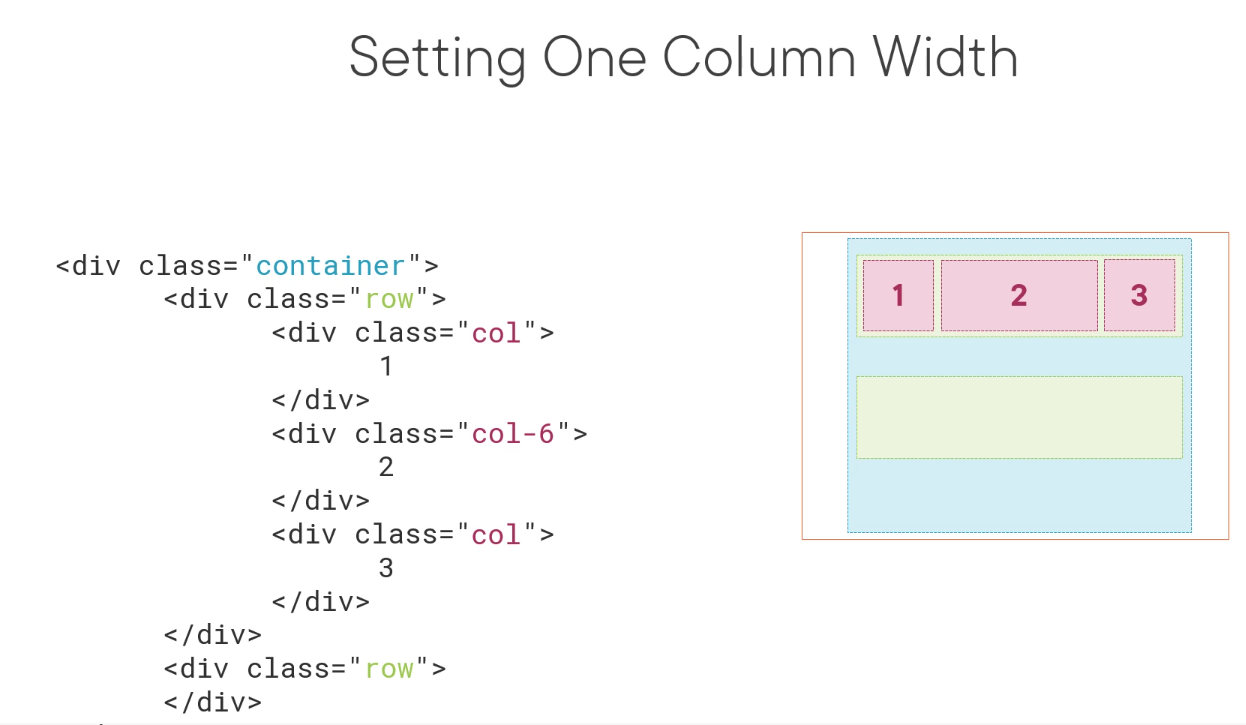 Setting One Column Width
<div class="container">
<div class="row">
<div class="col">
1
</div>
<div class="col-6">
2
</div>
<div class="col">
3
</div>
</div>
<div class="row">
</div>
1 2 3